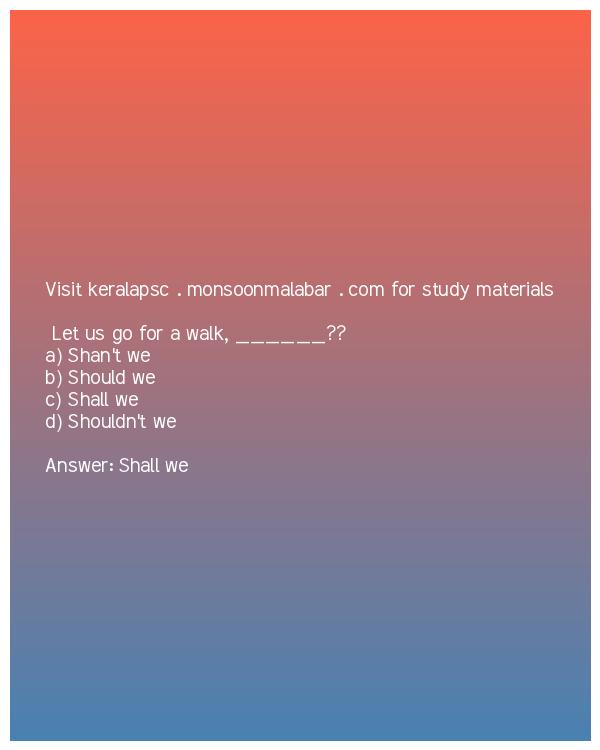 Visit keralapsc . monsoonmalabar . com for study materials
Let us go for a walk, ______??
a) Shan't we
b) Should we
c) Shall we
d) Shouldn't we
Answer: Shall we